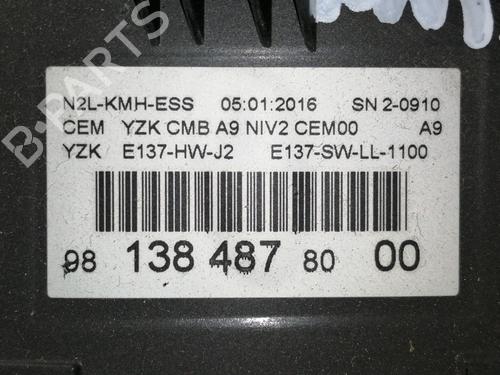 N2L-KMH-ESS 05:01:2016 SN 2-0910
CEM YZK CMB A9 NIV2 CEM00 A9
YZK E137-HW-J2 E137-SW-LL-1100
98 138 487 80 00
B-PARTS